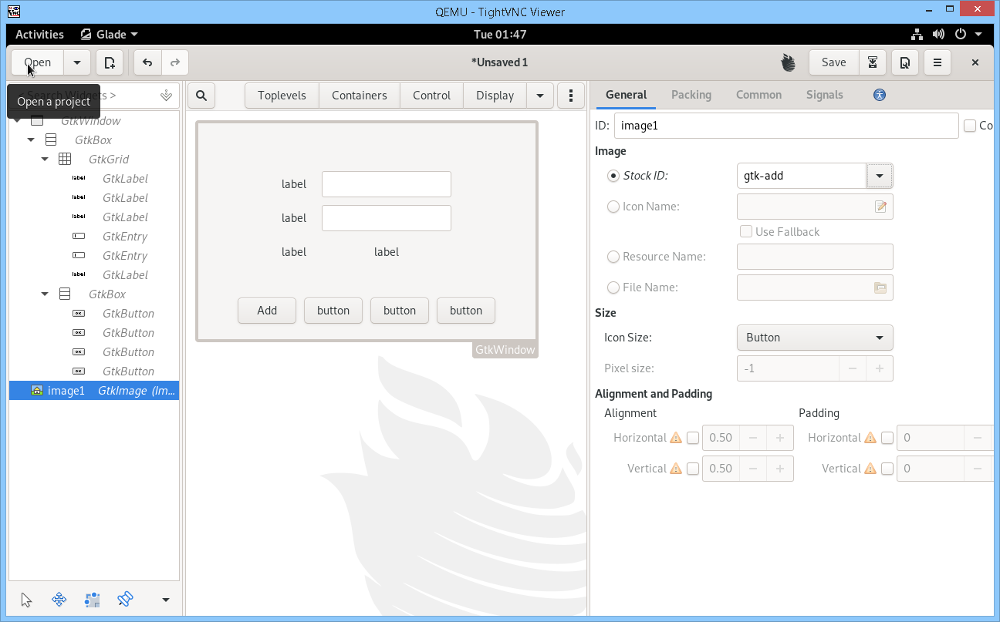 QEMU - TightVNC Viewer
Activities Glade Tue 01:47
Open *Unsaved 1 Save
Search Widgets >
Open a project
Toplevels Containers Control Display
General Packing Common Signals
GtkWindow
GtkBox
GtkGrid
GtkLabel
GtkLabel
GtkLabel
GtkEntry
GtkEntry
GtkLabel
GtkBox
GtkButton
GtkButton
GtkButton
GtkButton
image1 GtkImage (Im...
label
label
label label
Add button button button
GtkWindow
ID: image1 Co
Image
Stock ID: gtk-add
Icon Name:
Use Fallback
Resource Name:
File Name:
Size
Icon Size: Button
Pixel size: -1
Alignment and Padding
Alignment Padding
Horizontal 0.50 Horizontal 0
Vertical 0.50 Vertical 0